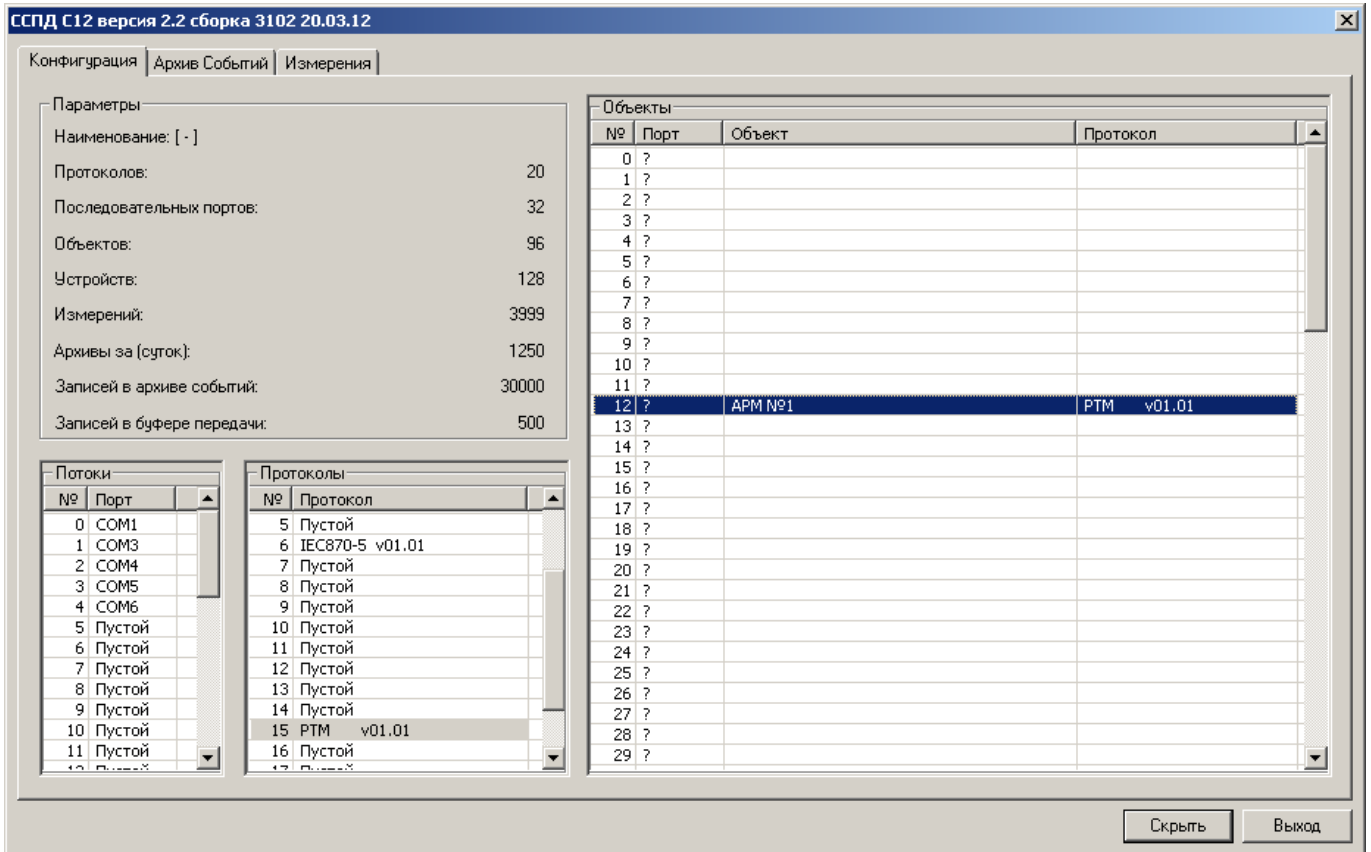 ССПД С12 версия 2.2 сборка 3102 20.03.12
Конфигурация Архив Событий Измерения
Параметры
Наименование: [ - ]
Протоколов: 20
Последовательных портов: 32
Объектов: 96
Устройств: 128
Измерений: 3999
Архивы за (суток): 1250
Записей в архиве событий: 30000
Записей в буфере передачи: 500
Потоки
№ Порт
0 COM1
1 COM3
2 COM4
3 COM5
4 COM6
5 Пустой
6 Пустой
7 Пустой
8 Пустой
9 Пустой
10 Пустой
11 Пустой
12 Пустой
Протоколы
№ Протокол
5 Пустой
6 IEC870-5 v01.01
7 Пустой
8 Пустой
9 Пустой
10 Пустой
11 Пустой
12 Пустой
13 Пустой
14 Пустой
15 РТМ v01.01
16 Пустой
17 Пустой
Объекты
№ Порт Объект Протокол
0 ?
1 ?
2 ?
3 ?
4 ?
5 ?
6 ?
7 ?
8 ?
9 ?
10 ?
11 ?
12 ? АРМ №1 РТМ v01.01
13 ?
14 ?
15 ?
16 ?
17 ?
18 ?
19 ?
20 ?
21 ?
22 ?
23 ?
24 ?
25 ?
26 ?
27 ?
28 ?
29 ?
Скрыть Выход